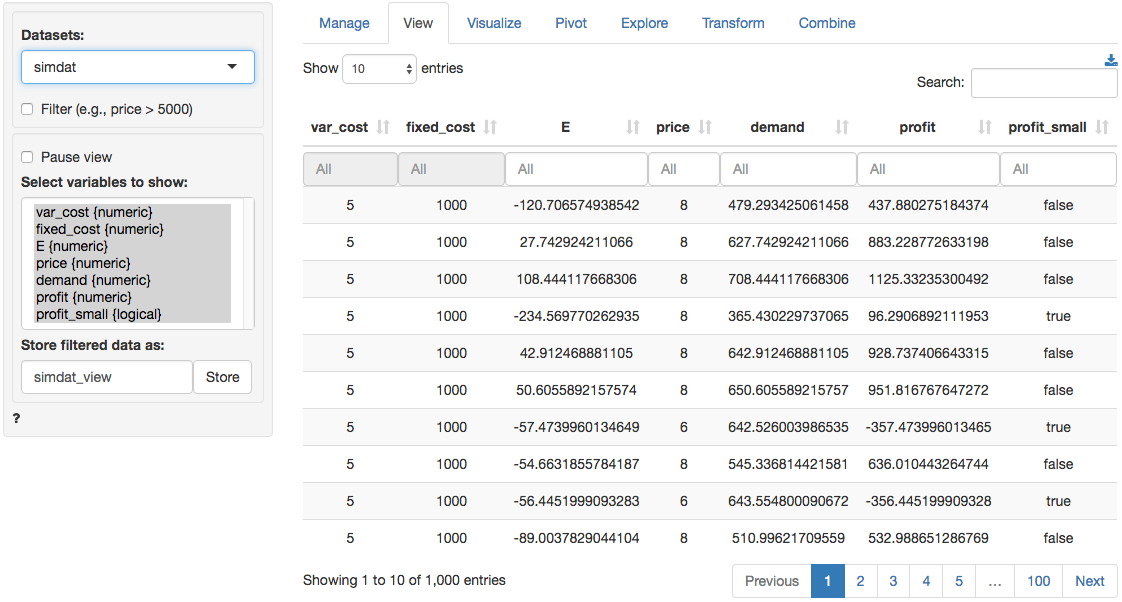 Datasets:
simdat
Filter (e.g., price > 5000)
Pause view
Select variables to show:
var_cost {numeric}
fixed_cost {numeric}
E {numeric}
price {numeric}
demand {numeric}
profit {numeric}
profit_small {logical}
Store filtered data as:
simdat_view Store
?
Manage View Visualize Pivot Explore Transform Combine
Show 10 entries
Search:
var_cost fixed_cost E price demand profit profit_small
All All All All All All All
5 1000 -120.706574938542 8 479.293425061458 437.880275184374 false
5 1000 27.742924211066 8 627.742924211066 883.228772633198 false
5 1000 108.444117668306 8 708.444117668306 1125.33235300492 false
5 1000 -234.569770262935 8 365.430229737065 96.2906892111953 true
5 1000 42.912468881105 8 642.912468881105 928.737406643315 false
5 1000 50.6055892157574 8 650.605589215757 951.816767647272 false
5 1000 -57.4739960134649 6 642.526003986535 -357.473996013465 true
5 1000 -54.6631855784187 8 545.336814421581 636.010443264744 false
5 1000 -56.4451999093283 6 643.554800090672 -356.445199909328 true
5 1000 -89.0037829044104 8 510.99621709559 532.988651286769 false
Showing 1 to 10 of 1,000 entries
Previous 1 2 3 4 5 ... 100 Next